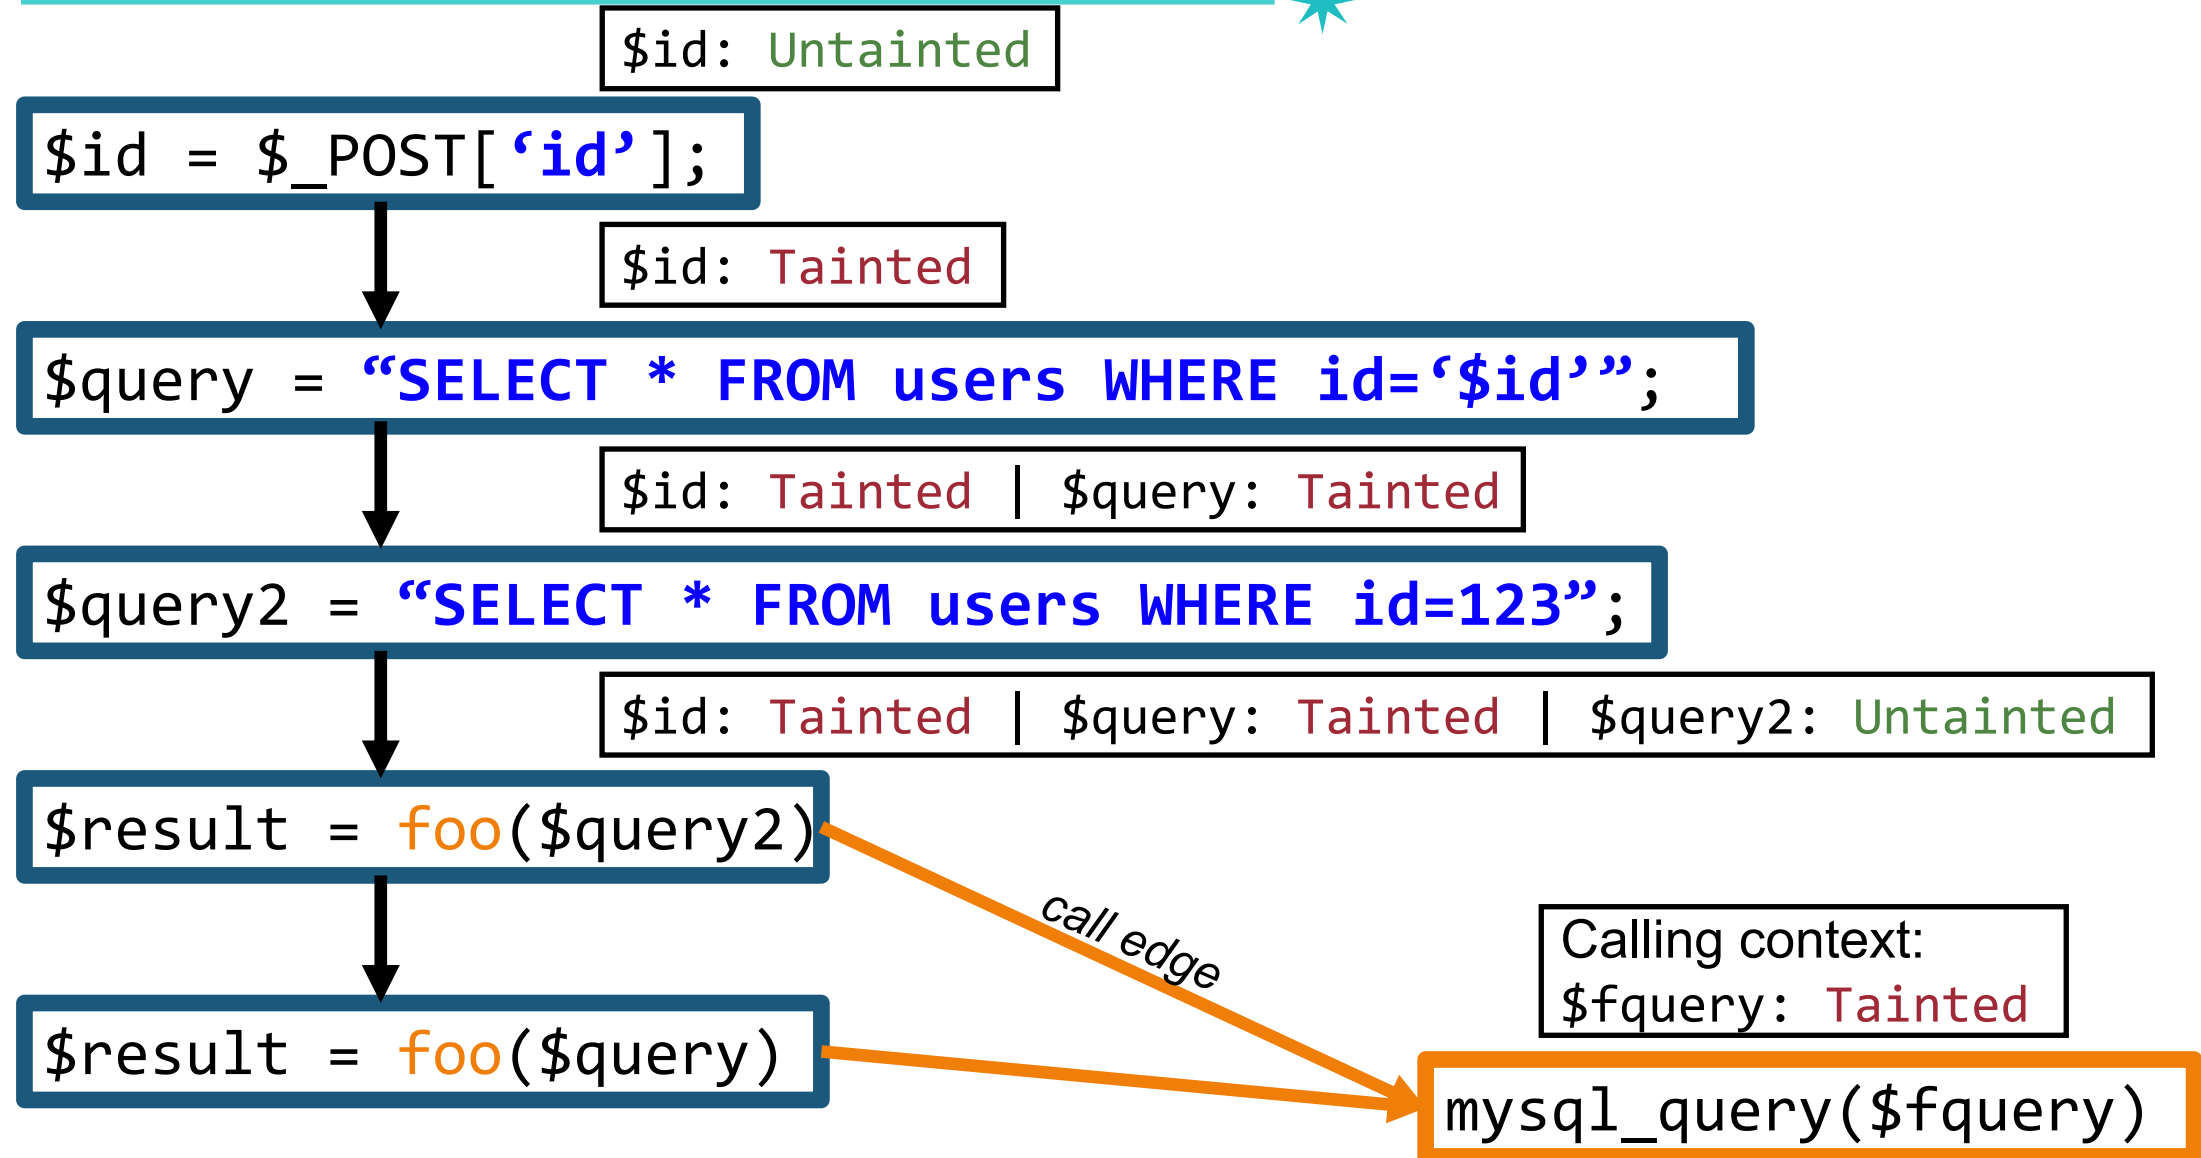 $id: Untainted
$id = $_POST[‘id’];
$id: Tainted
$query = “SELECT * FROM users WHERE id=‘$id’”;
$id: Tainted | $query: Tainted
$query2 = “SELECT * FROM users WHERE id=123”;
$id: Tainted | $query: Tainted | $query2: Untainted
$result = foo($query2)
call edge
Calling context:
$fquery: Tainted
$result = foo($query)
mysql_query($fquery)